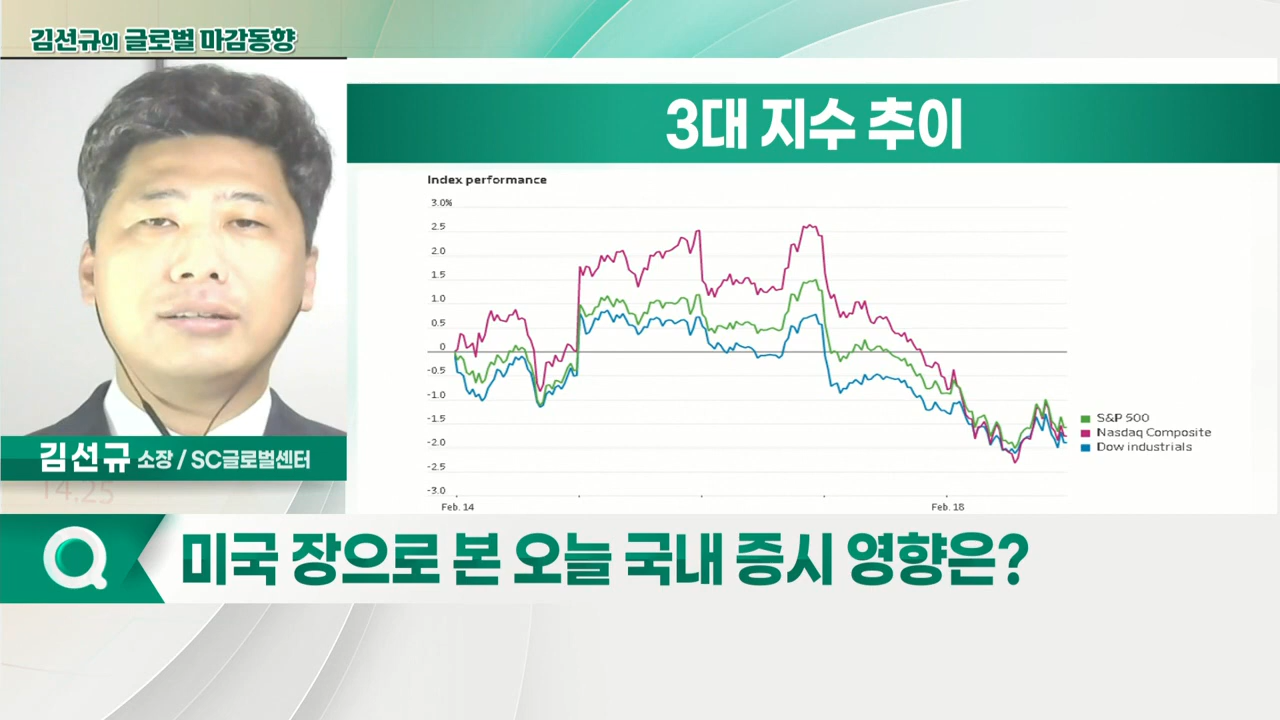 김선규의 글로벌 마감동향
3대 지수 추이
Index performance
3.0%
2.5
2.0
1.5
1.0
0.5
0
-0.5
-1.0
-1.5
-2.0
-2.5
-3.0
Feb. 14
Feb. 18
S&P 500
Nasdaq Composite
Dow industrials
김선규 소장 / SC글로벌센터
14.25
Q 미국 장으로 본 오늘 국내 증시 영향은?